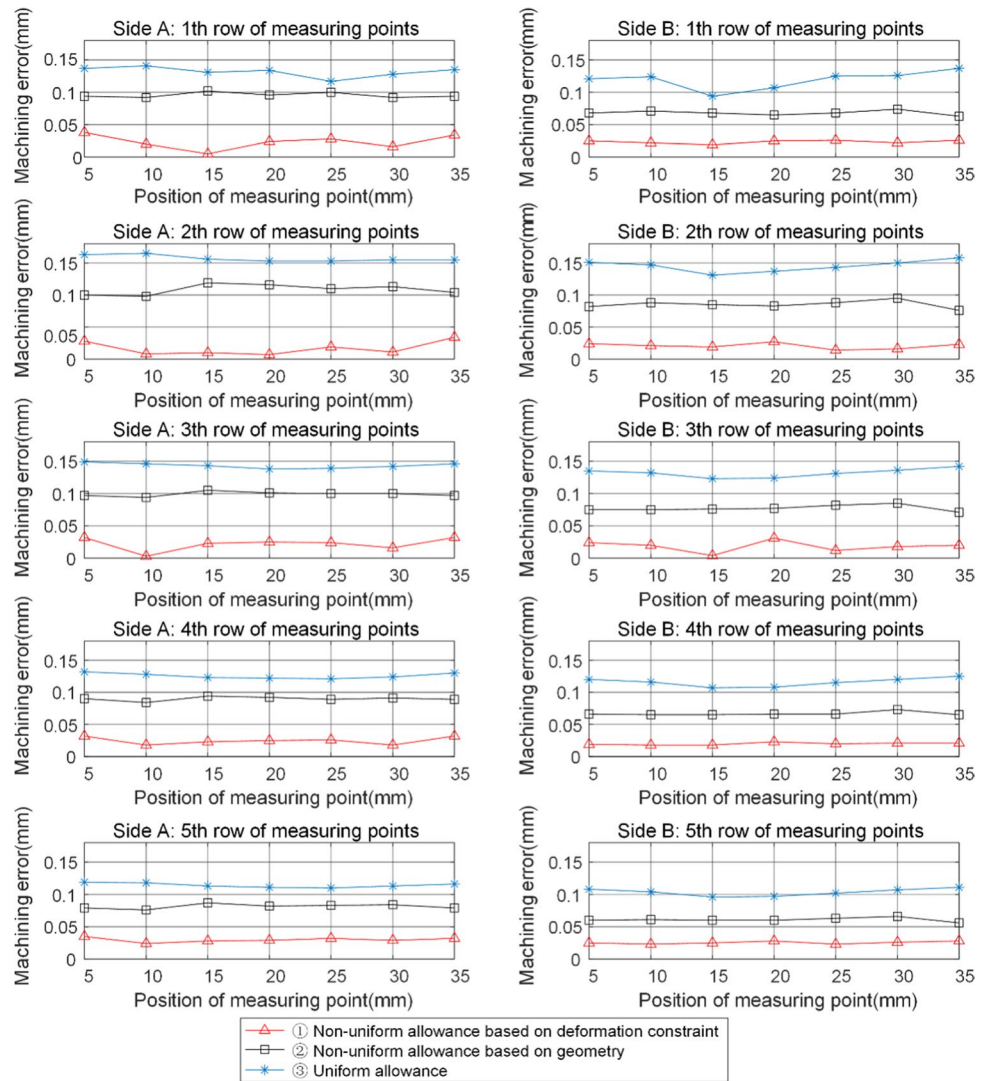 Side A: 1th row of measuring points
Machining error(mm)
0.15
0.1
0.05
0
5 10 15 20 25 30 35
Position of measuring point(mm)
Side B: 1th row of measuring points
Machining error(mm)
0.15
0.1
0.05
0
5 10 15 20 25 30 35
Position of measuring point(mm)
Side A: 2th row of measuring points
Machining error(mm)
0.15
0.1
0.05
0
5 10 15 20 25 30 35
Position of measuring point(mm)
Side B: 2th row of measuring points
Machining error(mm)
0.15
0.1
0.05
0
5 10 15 20 25 30 35
Position of measuring point(mm)
Side A: 3th row of measuring points
Machining error(mm)
0.15
0.1
0.05
0
5 10 15 20 25 30 35
Position of measuring point(mm)
Side B: 3th row of measuring points
Machining error(mm)
0.15
0.1
0.05
0
5 10 15 20 25 30 35
Position of measuring point(mm)
Side A: 4th row of measuring points
Machining error(mm)
0.15
0.1
0.05
0
5 10 15 20 25 30 35
Position of measuring point(mm)
Side B: 4th row of measuring points
Machining error(mm)
0.15
0.1
0.05
0
5 10 15 20 25 30 35
Position of measuring point(mm)
Side A: 5th row of measuring points
Machining error(mm)
0.15
0.1
0.05
0
5 10 15 20 25 30 35
Position of measuring point(mm)
Side B: 5th row of measuring points
Machining error(mm)
0.15
0.1
0.05
0
5 10 15 20 25 30 35
Position of measuring point(mm)
① Non-uniform allowance based on deformation constraint
② Non-uniform allowance based on geometry
③ Uniform allowance